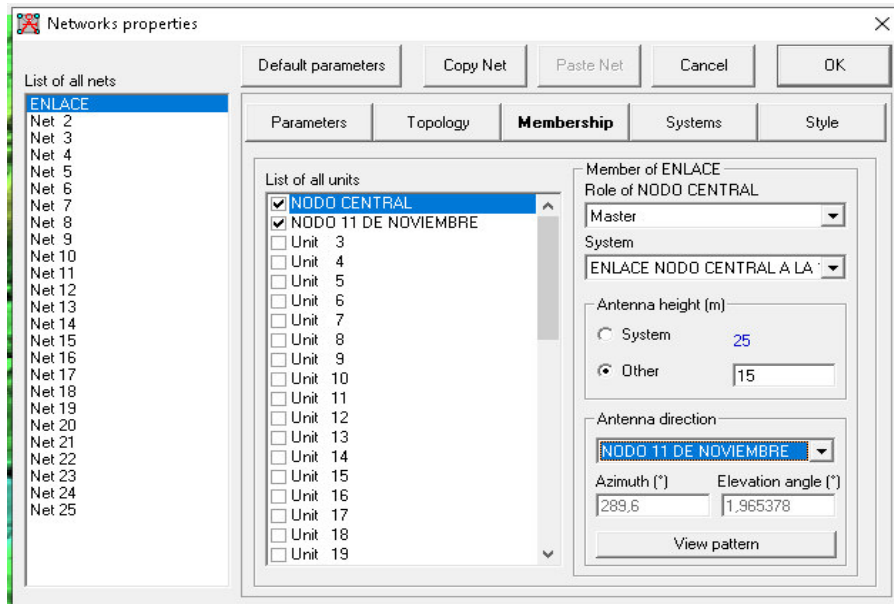 Networks properties
List of all nets
Default parameters
Copy Net
Paste Net
Cancel
OK
ENLACE
Net 2
Net 3
Net 4
Net 5
Net 6
Net 7
Net 8
Net 9
Net 10
Net 11
Net 12
Net 13
Net 14
Net 15
Net 16
Net 17
Net 18
Net 19
Net 20
Net 21
Net 22
Net 23
Net 24
Net 25
Parameters
Topology
Membership
Systems
Style
List of all units
NODO CENTRAL
NODO 11 DE NOVIEMBRE
Unit 3
Unit 4
Unit 5
Unit 6
Unit 7
Unit 8
Unit 9
Unit 10
Unit 11
Unit 12
Unit 13
Unit 14
Unit 15
Unit 16
Unit 17
Unit 18
Unit 19
Member of ENLACE
Role of NODO CENTRAL
Master
System
ENLACE NODO CENTRAL A LA
Antenna height (m)
System 25
Other 15
Antenna direction
NODO 11 DE NOVIEMBRE
Azimuth (°) Elevation angle (°)
289,6 1,965378
View pattern